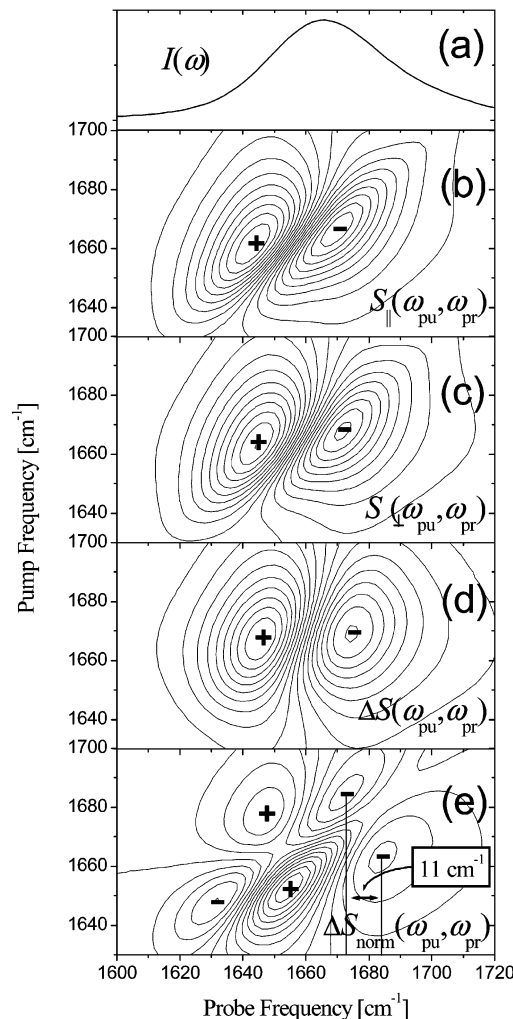 (a)
I(ω)
1700
(b)
1680
+ -
1660
1640
S∥(ωpu,ωpr)
1700
(c)
1680
+ -
1660
1640
S⊥(ωpu,ωpr)
1700
(d)
1680
+ -
1660
1640
ΔS(ωpu,ωpr)
1700
(e)
-
1680
+
-
1660
11 cm-1
- +
1640
ΔSnorm(ωpu,ωpr)
1600 1620 1640 1660 1680 1700 1720
Probe Frequency [cm-1]
Pump Frequency [cm-1]